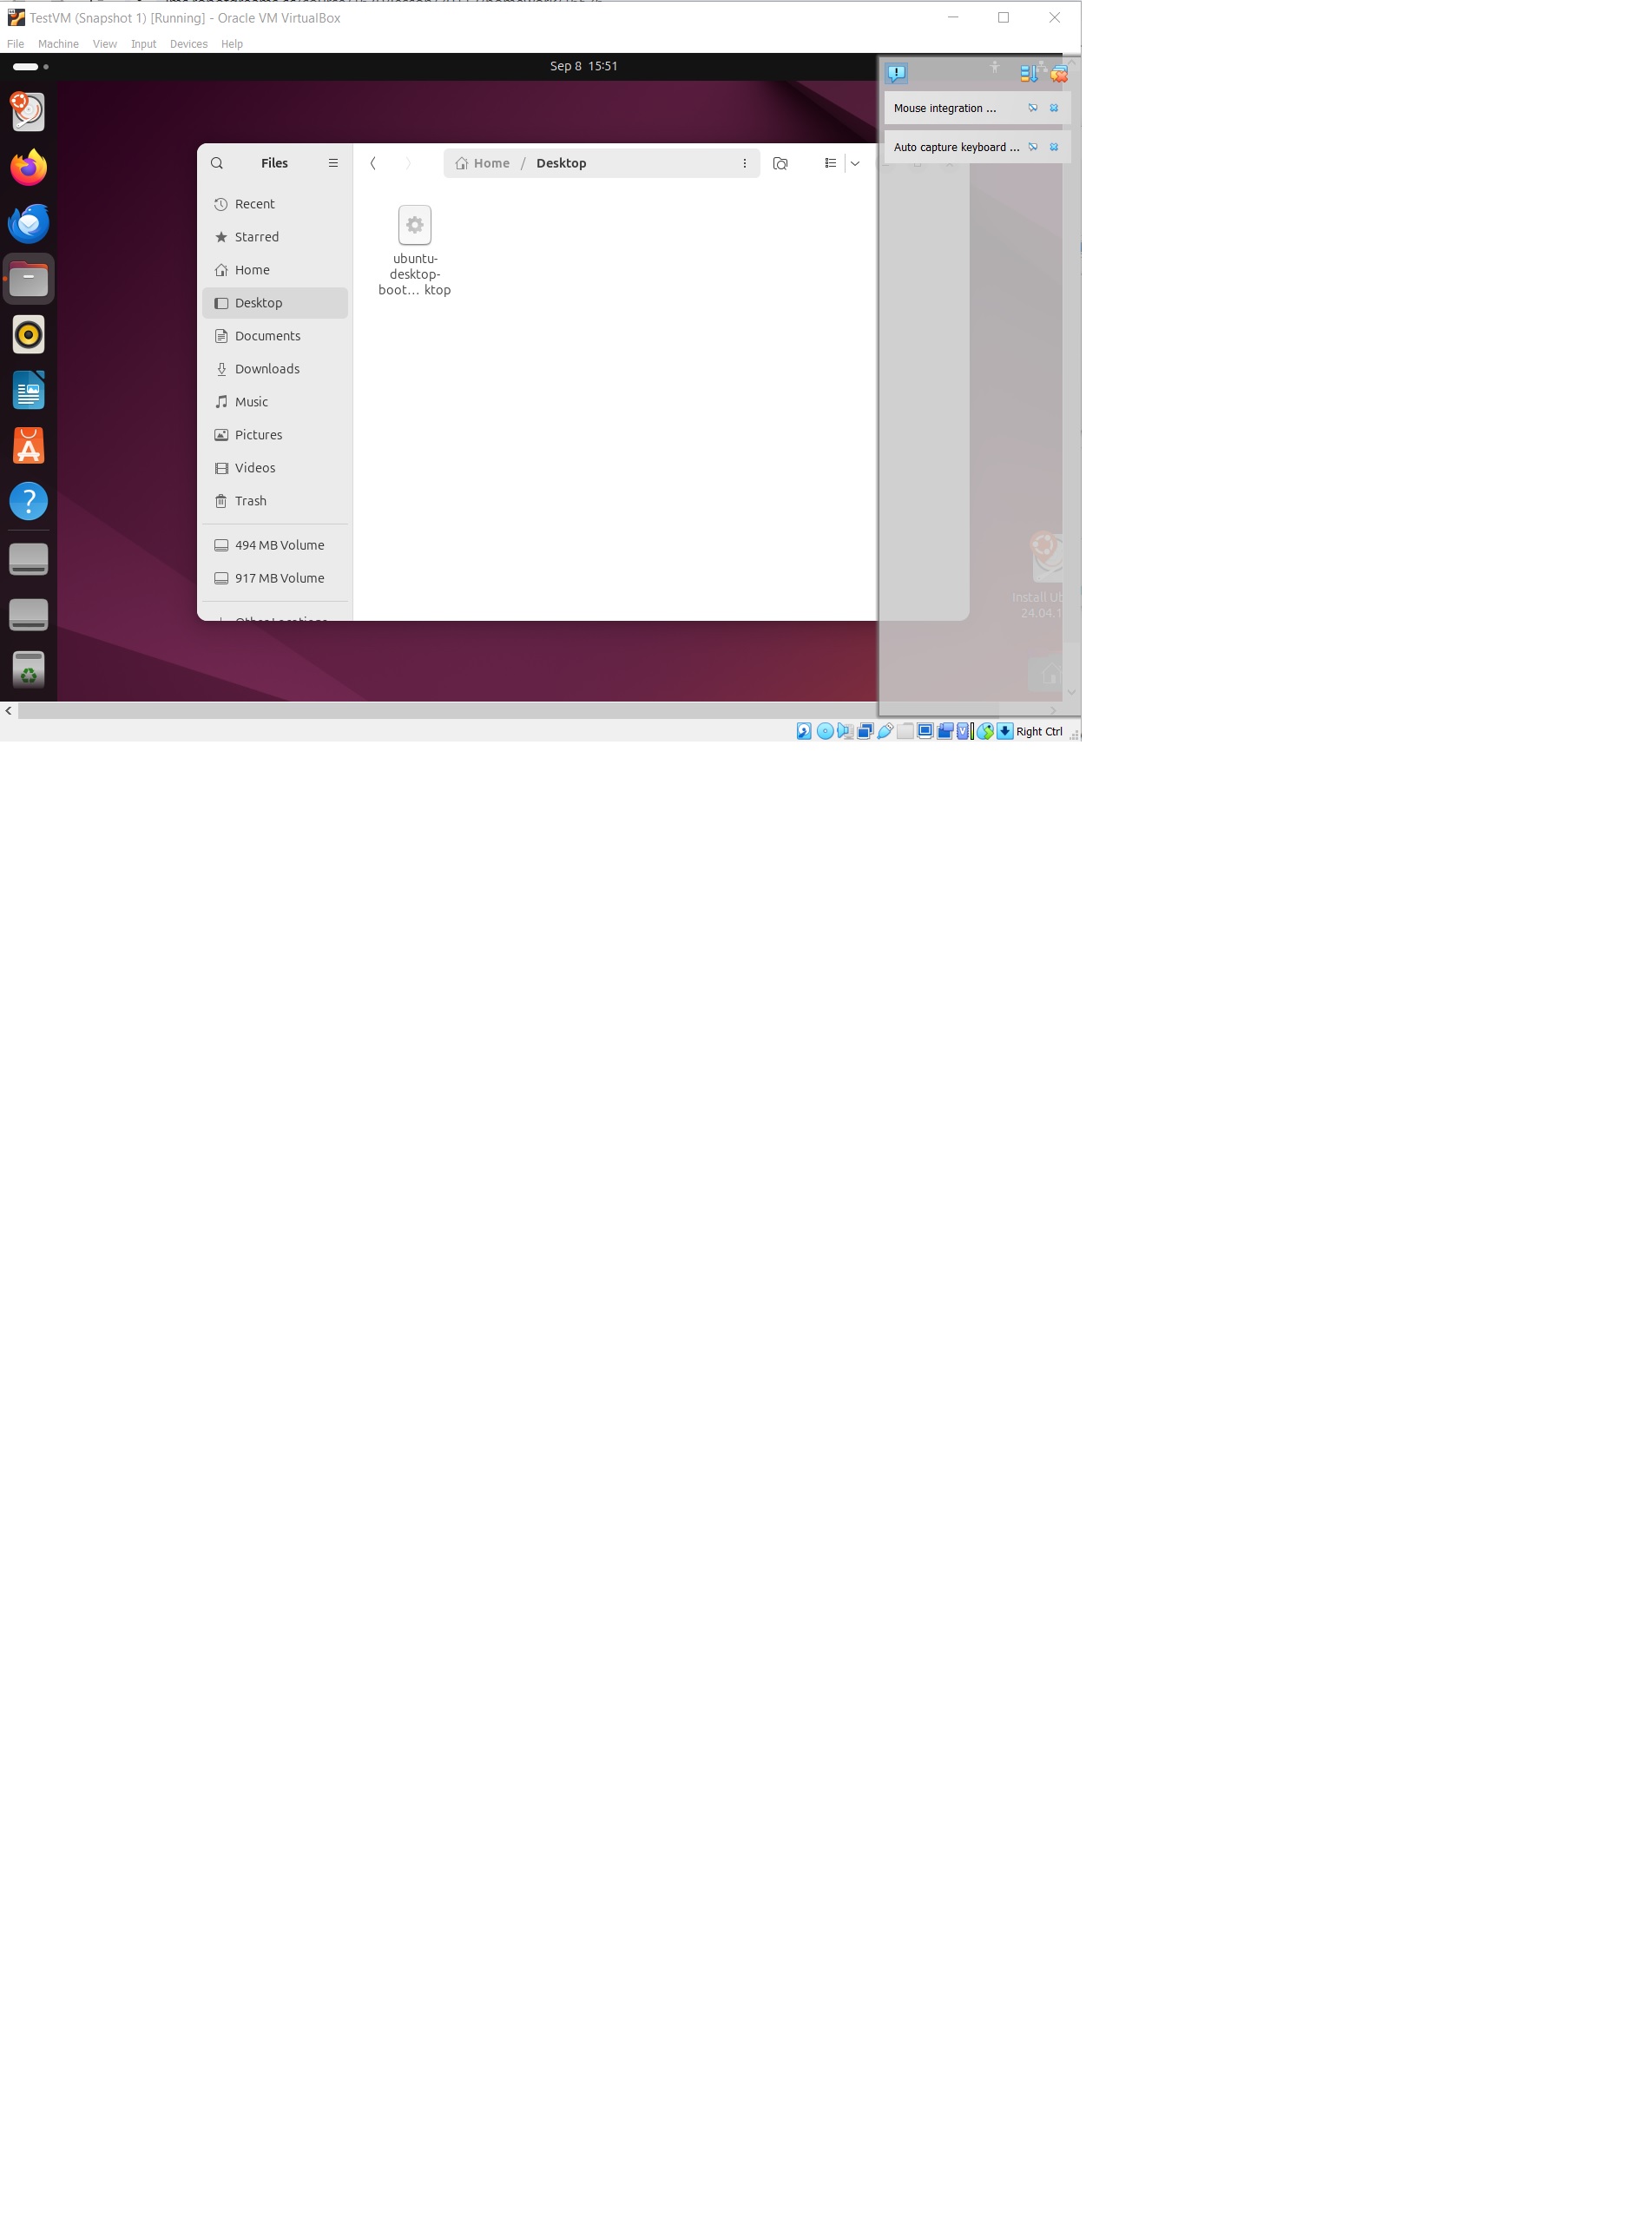 TestVM (Snapshot 1) [Running] - Oracle VM VirtualBox
File Machine View Input Devices Help
Sep 8 15:51
Mouse integration ...
Auto capture keyboard ...
Files
Home / Desktop
Recent
Starred
Home
Desktop
Documents
Downloads
Music
Pictures
Videos
Trash
494 MB Volume
917 MB Volume
Other Locations
ubuntu-
desktop-
boot... ktop
Install
24.04.1
Right Ctrl